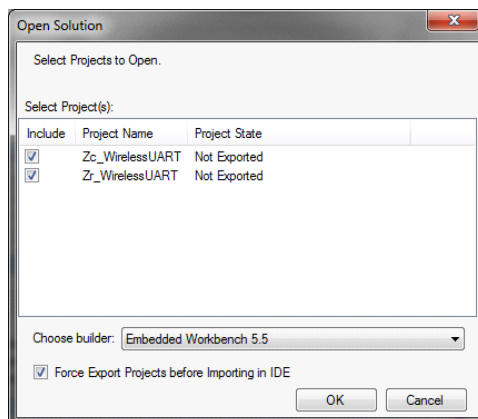 Open Solution
Select Projects to Open.
Select Project(s):
Include Project Name Project State
Zc_WirelessUART Not Exported
Zr_WirelessUART Not Exported
Choose builder: Embedded Workbench 5.5
Force Export Projects before Importing in IDE
OK Cancel